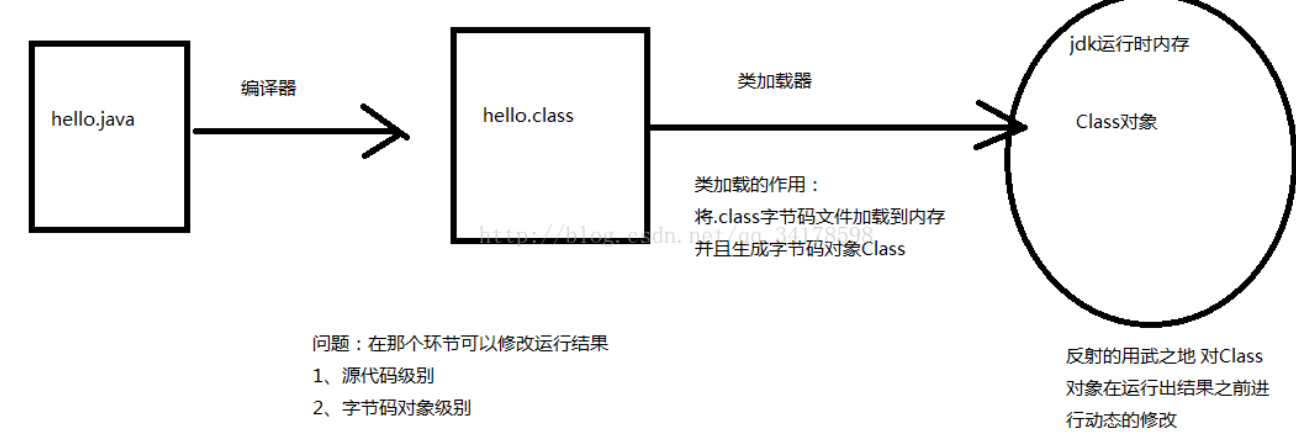 hello.java
编译器
hello.class
类加载器
jdk运行时内存
Class对象
类加载的作用：
将.class字节码文件加载到内存
并且生成字节码对象Class
http://blog.csdn.net/qq_34178598
问题：在那个环节可以修改运行结果
1、源代码级别
2、字节码对象级别
反射的用武之地 对Class
对象在运行出结果之前进
行动态的修改